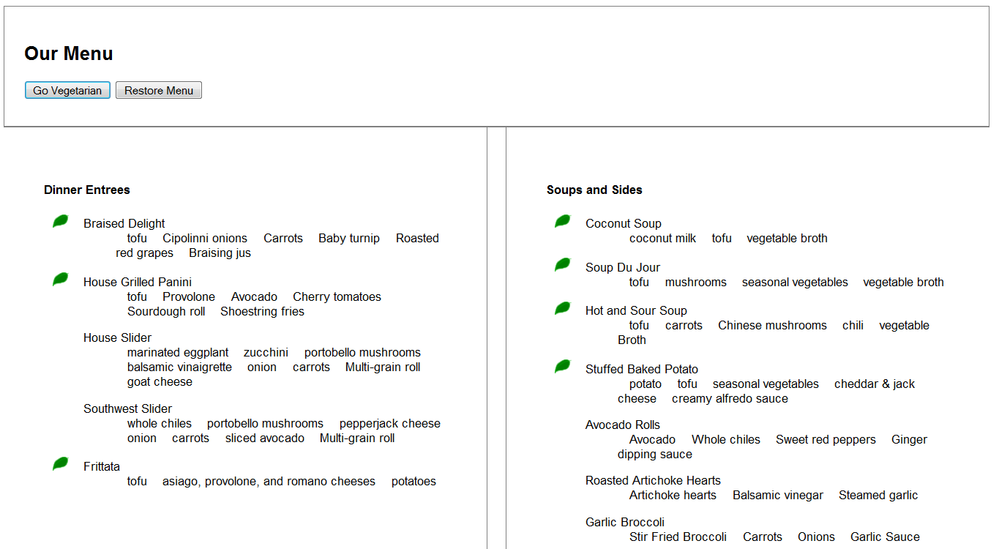 Our Menu
Go Vegetarian Restore Menu
Dinner Entrees
Braised Delight
tofu Cipolinni onions Carrots Baby turnip Roasted
red grapes Braising jus
House Grilled Panini
tofu Provolone Avocado Cherry tomatoes
Sourdough roll Shoestring fries
House Slider
marinated eggplant zucchini portobello mushrooms
balsamic vinaigrette onion carrots Multi-grain roll
goat cheese
Southwest Slider
whole chiles portobello mushrooms pepperjack cheese
onion carrots sliced avocado Multi-grain roll
Frittata
tofu asiago, provolone, and romano cheeses potatoes
Soups and Sides
Coconut Soup
coconut milk tofu vegetable broth
Soup Du Jour
tofu mushrooms seasonal vegetables vegetable broth
Hot and Sour Soup
tofu carrots Chinese mushrooms chili vegetable
Broth
Stuffed Baked Potato
potato tofu seasonal vegetables cheddar & jack
cheese creamy alfredo sauce
Avocado Rolls
Avocado Whole chiles Sweet red peppers Ginger
dipping sauce
Roasted Artichoke Hearts
Artichoke hearts Balsamic vinegar Steamed garlic
Garlic Broccoli
Stir Fried Broccoli Carrots Onions Garlic Sauce